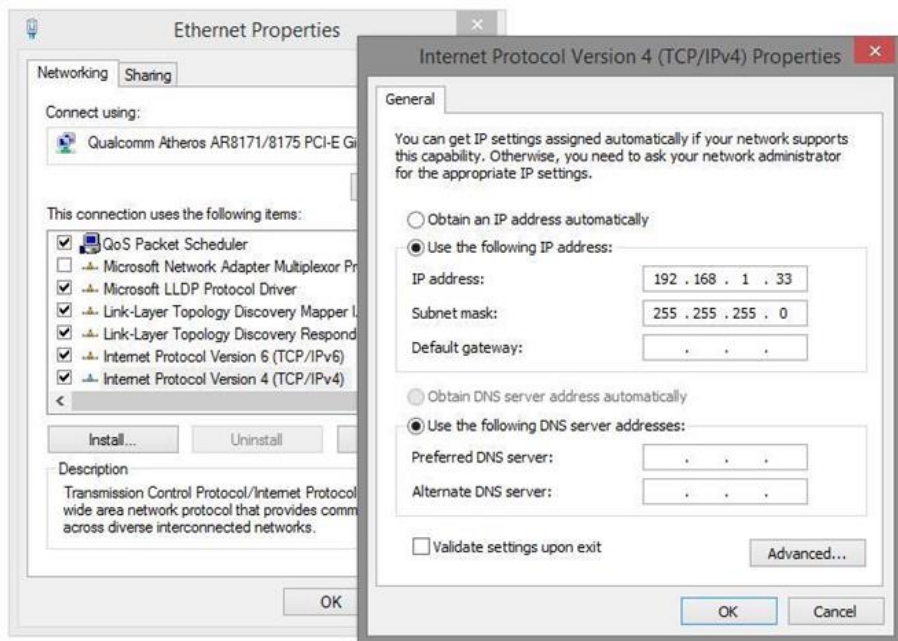 Ethernet Properties
Networking
Sharing
Connect using:
Qualcomm Atheros AR8171/8175 PCI-E Gi
This connection uses the following items:
QoS Packet Scheduler
Microsoft Network Adapter Multiplexor Pr
Microsoft LLDP Protocol Driver
Link-Layer Topology Discovery Mapper I.
Link-Layer Topology Discovery Respond
Internet Protocol Version 6 (TCP/IPv6)
Internet Protocol Version 4 (TCP/IPv4)
Install...
Uninstall
Description
Transmission Control Protocol/Internet Protocol
wide area network protocol that provides comm
across diverse interconnected networks.
OK
Internet Protocol Version 4 (TCP/IPv4) Properties
General
You can get IP settings assigned automatically if your network supports
this capability. Otherwise, you need to ask your network administrator
for the appropriate IP settings.
Obtain an IP address automatically
Use the following IP address:
IP address: 192 . 168 . 1 . 33
Subnet mask: 255 . 255 . 255 . 0
Default gateway: . . .
Obtain DNS server address automatically
Use the following DNS server addresses:
Preferred DNS server: . . .
Alternate DNS server: . . .
Validate settings upon exit
Advanced...
OK
Cancel